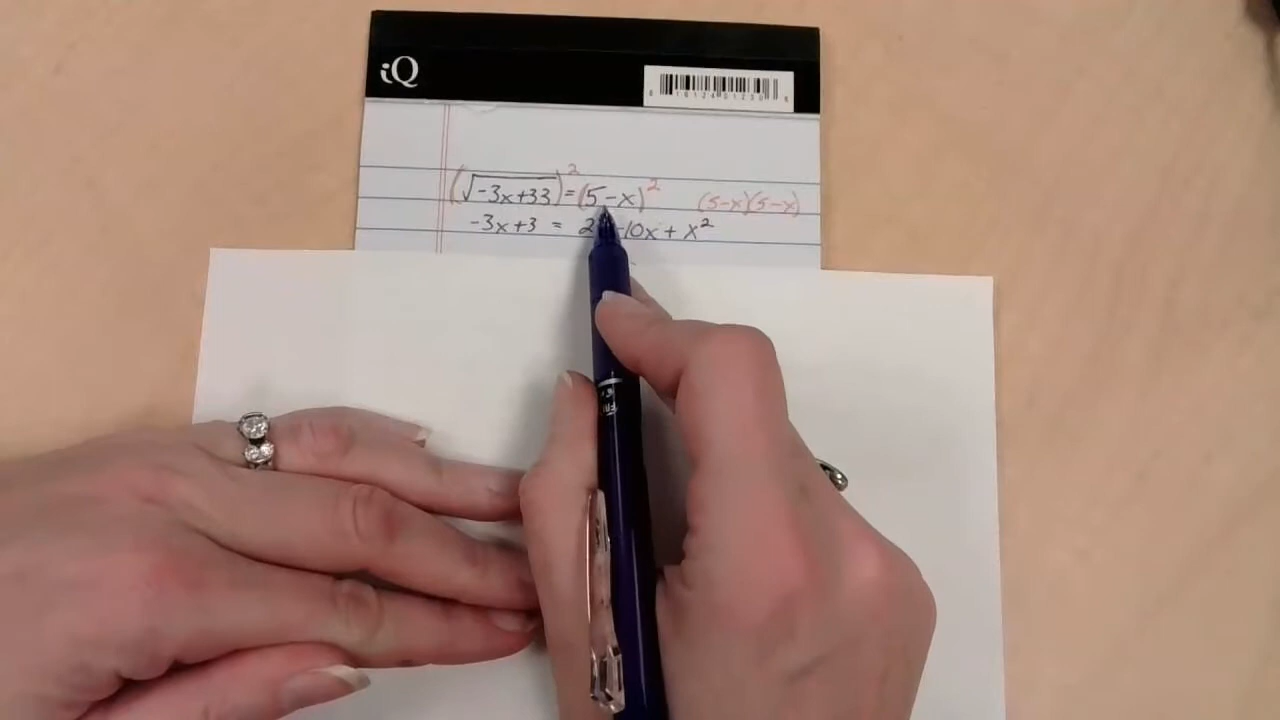 iQ
(√-3x+33)² = (5-x)² (5-x)(5-x)
-3x+3 = 2 -10x + x²